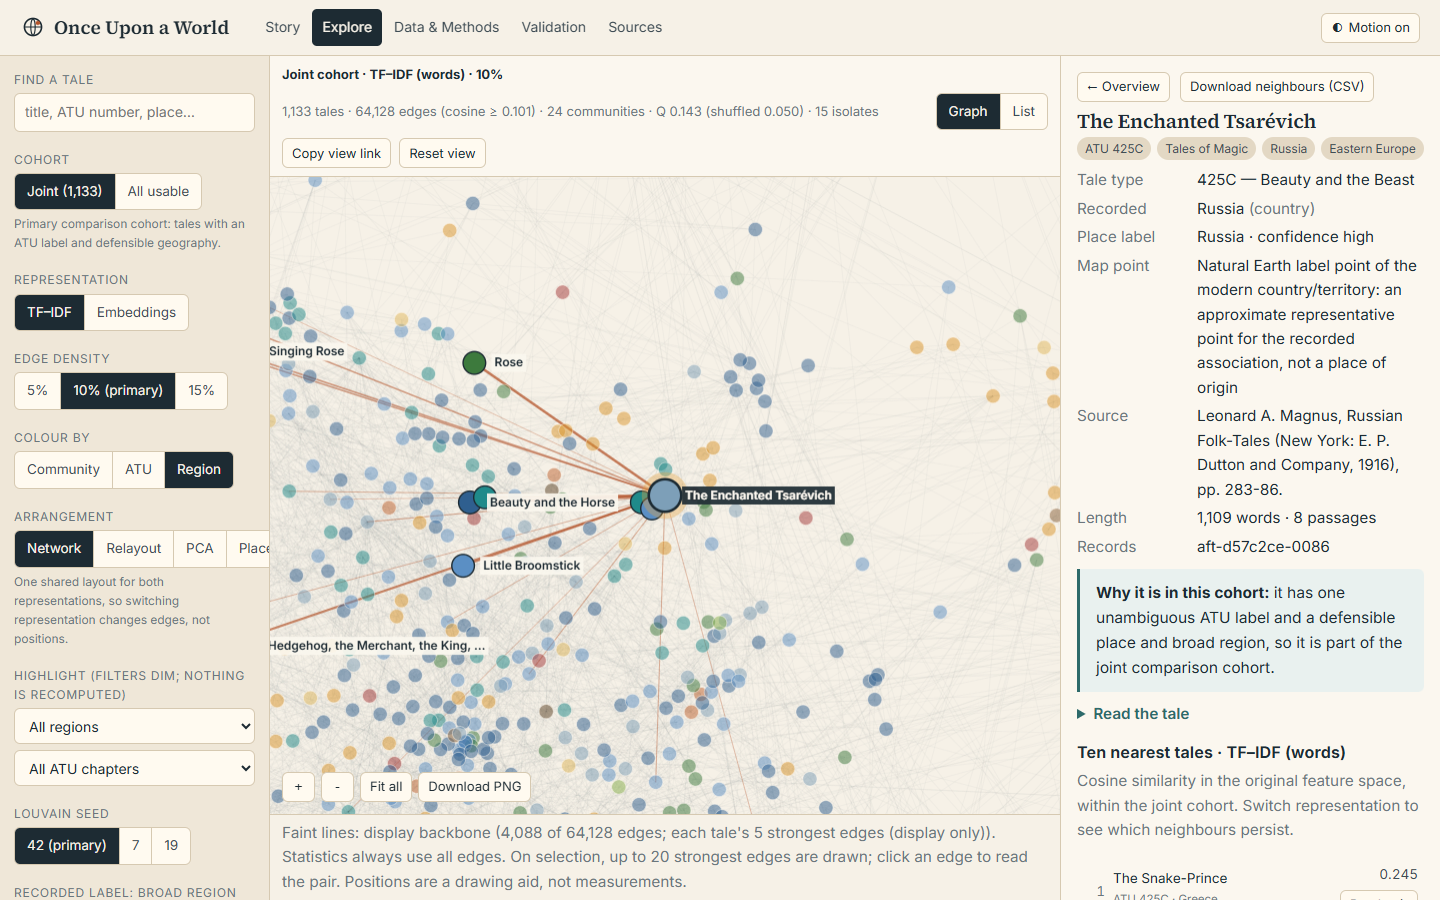 Once Upon a World
Story
Explore
Data & Methods
Validation
Sources
Motion on
FIND A TALE
title, ATU number, place...
COHORT
Joint (1,133)
All usable
Primary comparison cohort: tales with an
ATU label and defensible geography.
REPRESENTATION
TF–IDF
Embeddings
EDGE DENSITY
5%
10% (primary)
15%
COLOUR BY
Community
ATU
Region
ARRANGEMENT
Network
Relayout
PCA
Place
One shared layout for both
representations, so switching
representation changes edges, not
positions.
HIGHLIGHT (FILTERS DIM; NOTHING
IS RECOMPUTED)
All regions
All ATU chapters
LOUVAIN SEED
42 (primary)
7
19
RECORDED LABEL: BROAD REGION
Joint cohort · TF–IDF (words) · 10%
1,133 tales · 64,128 edges (cosine ≥ 0.101) · 24 communities · Q 0.143 (shuffled 0.050) · 15 isolates
Graph
List
Copy view link
Reset view
Singing Rose
Rose
Beauty and the Horse
The Enchanted Tsarévich
Little Broomstick
Hedgehog, the Merchant, the King, ...
+
-
Fit all
Download PNG
Faint lines: display backbone (4,088 of 64,128 edges; each tale's 5 strongest edges (display only)).
Statistics always use all edges. On selection, up to 20 strongest edges are drawn; click an edge to read
the pair. Positions are a drawing aid, not measurements.
← Overview
Download neighbours (CSV)
The Enchanted Tsarévich
ATU 425C
Tales of Magic
Russia
Eastern Europe
Tale type
425C — Beauty and the Beast
Recorded
Russia (country)
Place label
Russia · confidence high
Map point
Natural Earth label point of the
modern country/territory: an
approximate representative
point for the recorded
association, not a place of
origin
Source
Leonard A. Magnus, Russian
Folk-Tales (New York: E. P.
Dutton and Company, 1916),
pp. 283-86.
Length
1,109 words · 8 passages
Records
aft-d57c2ce-0086
Why it is in this cohort: it has one
unambiguous ATU label and a defensible
place and broad region, so it is part of the
joint comparison cohort.
Read the tale
Ten nearest tales · TF–IDF (words)
Cosine similarity in the original feature space,
within the joint cohort. Switch representation to
see which neighbours persist.
1
The Snake-Prince
0.245
ATU 425C · Greece